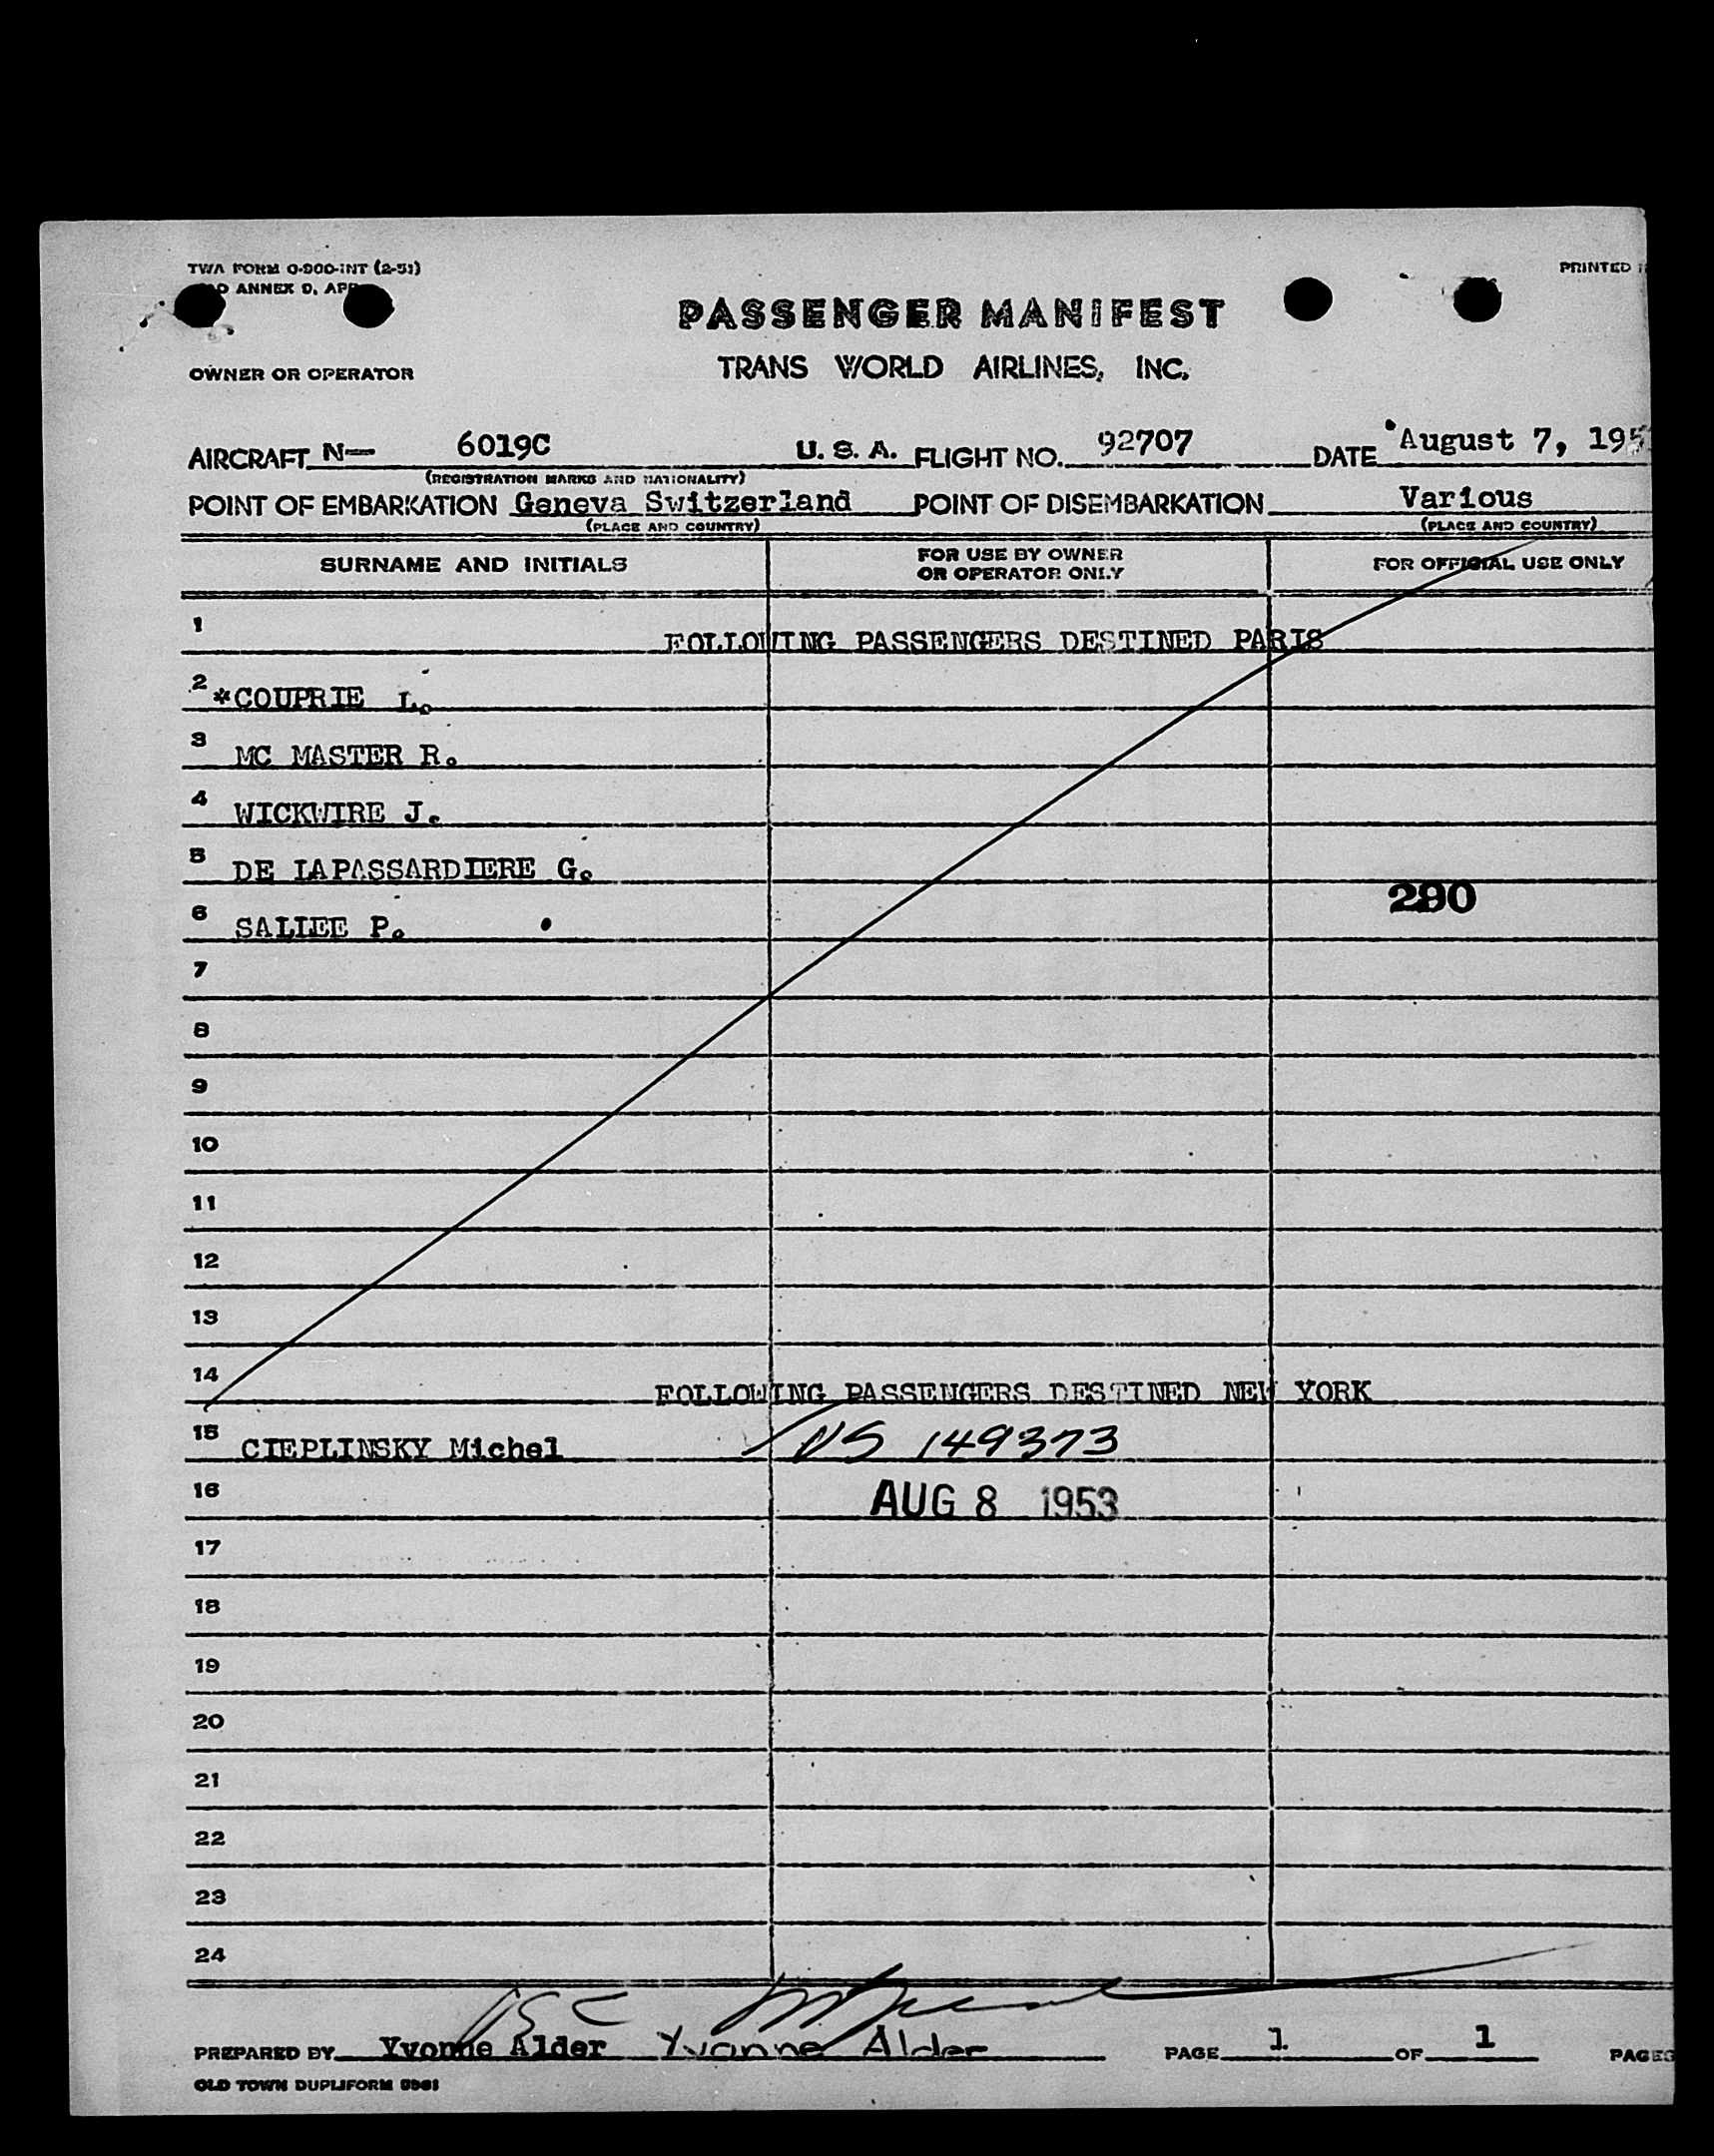 TWA FORM O-900-INT (2-51)
PRINTED
ANNEX 9, APP
PASSENGER MANIFEST
OWNER OR OPERATOR TRANS WORLD AIRLINES, INC.
AIRCRAFT N— 6019C U. S. A. FLIGHT NO. 92707 DATE August 7, 195
(REGISTRATION MARKS AND NATIONALITY)
POINT OF EMBARKATION Geneva Switzerland POINT OF DISEMBARKATION Various
(PLACE AND COUNTRY) (PLACE AND COUNTRY)
SURNAME AND INITIALS FOR USE BY OWNER OR OPERATOR ONLY FOR OFFICIAL USE ONLY
1 FOLLOWING PASSENGERS DESTINED PARIS
2 *COUPRIE L.
3 MC MASTER R.
4 WICKWIRE J.
5 DE LAPASSARDIERE G.
290
6 SALLEE P.
7
8
9
10
11
12
13
14 FOLLOWING PASSENGERS DESTINED NEW YORK
15 CIEPLINSKY Michel NS 149373
16 AUG 8 1953
17
18
19
20
21
22
23
24
PREPARED BY Yvonne Alder Yvonne Alder PAGE 1 OF 1 PAGES
OLD TOWN DUPLIFORM